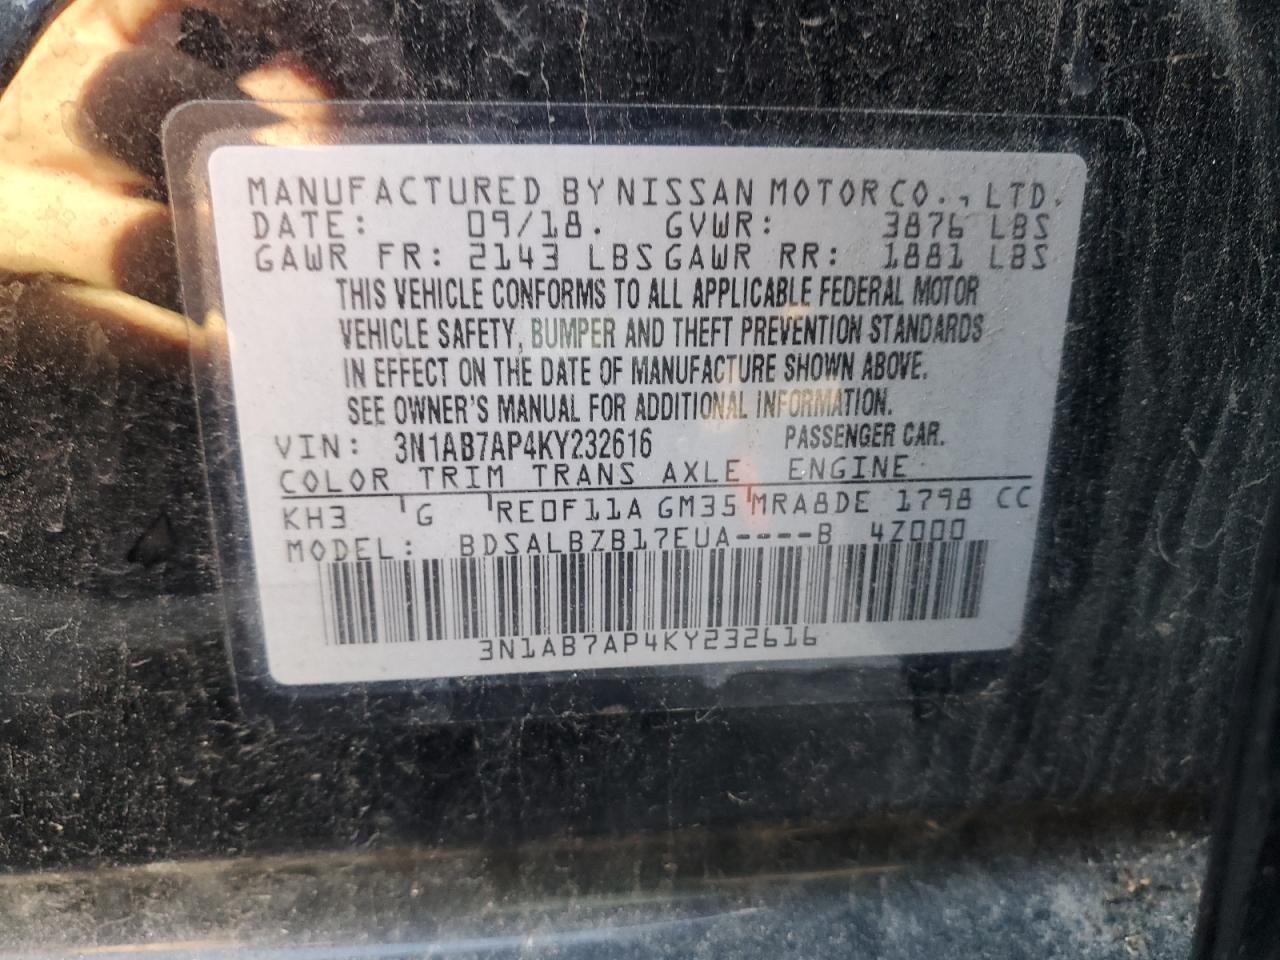 MANUFACTURED BY NISSAN MOTOR CO., LTD.
DATE: 09/18. GVWR: 3876 LBS
GAWR FR: 2143 LBS GAWR RR: 1881 LBS
THIS VEHICLE CONFORMS TO ALL APPLICABLE FEDERAL MOTOR
VEHICLE SAFETY, BUMPER AND THEFT PREVENTION STANDARDS
IN EFFECT ON THE DATE OF MANUFACTURE SHOWN ABOVE.
SEE OWNER'S MANUAL FOR ADDITIONAL INFORMATION.
VIN: 3N1AB7AP4KY232616 PASSENGER CAR.
COLOR TRIM TRANS AXLE ENGINE
KH3 G RE0F11A GM35 MRA8DE 1798 CC
MODEL: BDSALBZB17EUA----B 4Z000
3N1AB7AP4KY232616